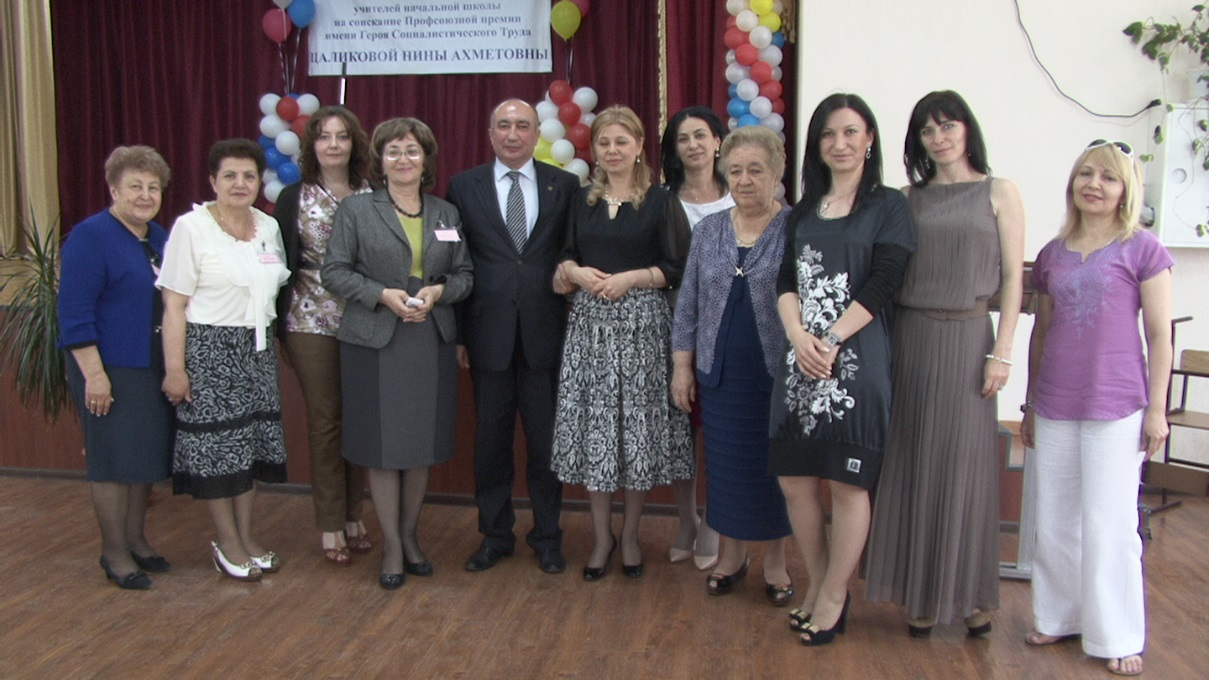 учителей начальной школы
на соискание Профсоюзной премии
имени Героя Социалистического Труда
ЦАЛИКОВОЙ НИНЫ АХМЕТОВНЫ